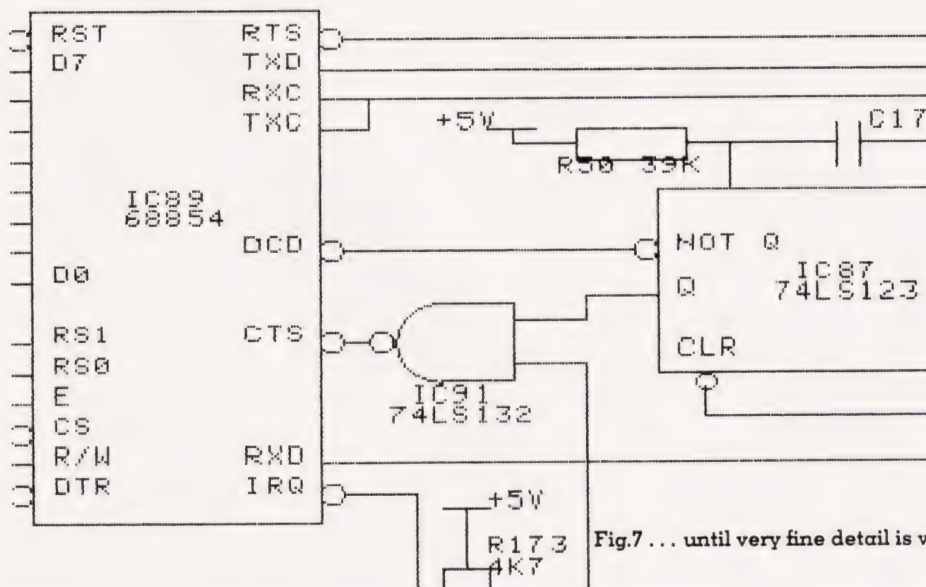 RST RTS
D7 TXD
RXC
TXC
+5V
C17
R50 39K
IC89
68854
DCD
NOT Q
D0
IC87
Q
74LS123
RS1 CTS
CLR
RS0
IC91
E
74LS132
CS
R/W RXD
DTR IRQ
+5V
R173
4K7
Fig.7 ... until very fine detail is v